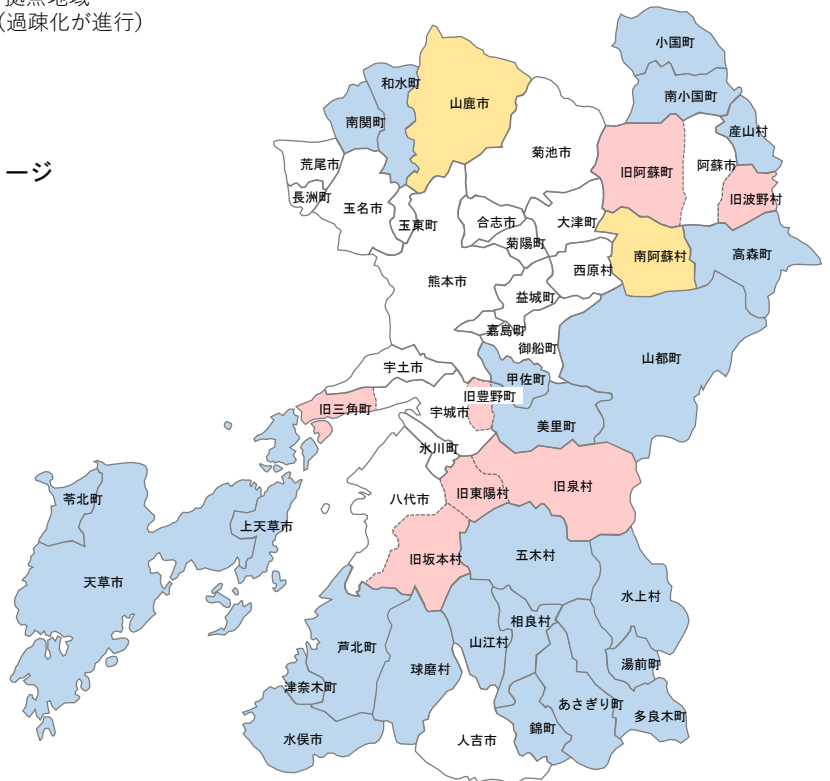 拠点地域
(過疎化が進行)
ージ
小国町
和水町
南小国町
山鹿市
南関町
産山村
菊池市
荒尾市
旧阿蘇町
阿蘇市
長洲町
旧波野村
玉名市
玉東町
合志市
大津町
菊陽町
南阿蘇村
高森町
西原村
熊本市
益城町
嘉島町
御船町
山都町
宇土市
甲佐町
旧豊野町
旧三角町
宇城市
美里町
氷川町
旧泉村
苓北町
八代市
旧東陽村
上天草市
旧坂本村
五木村
天草市
水上村
相良村
芦北町
山江村
球磨村
湯前町
津奈木町
あさぎり町
多良木町
水俣市
人吉市
錦町